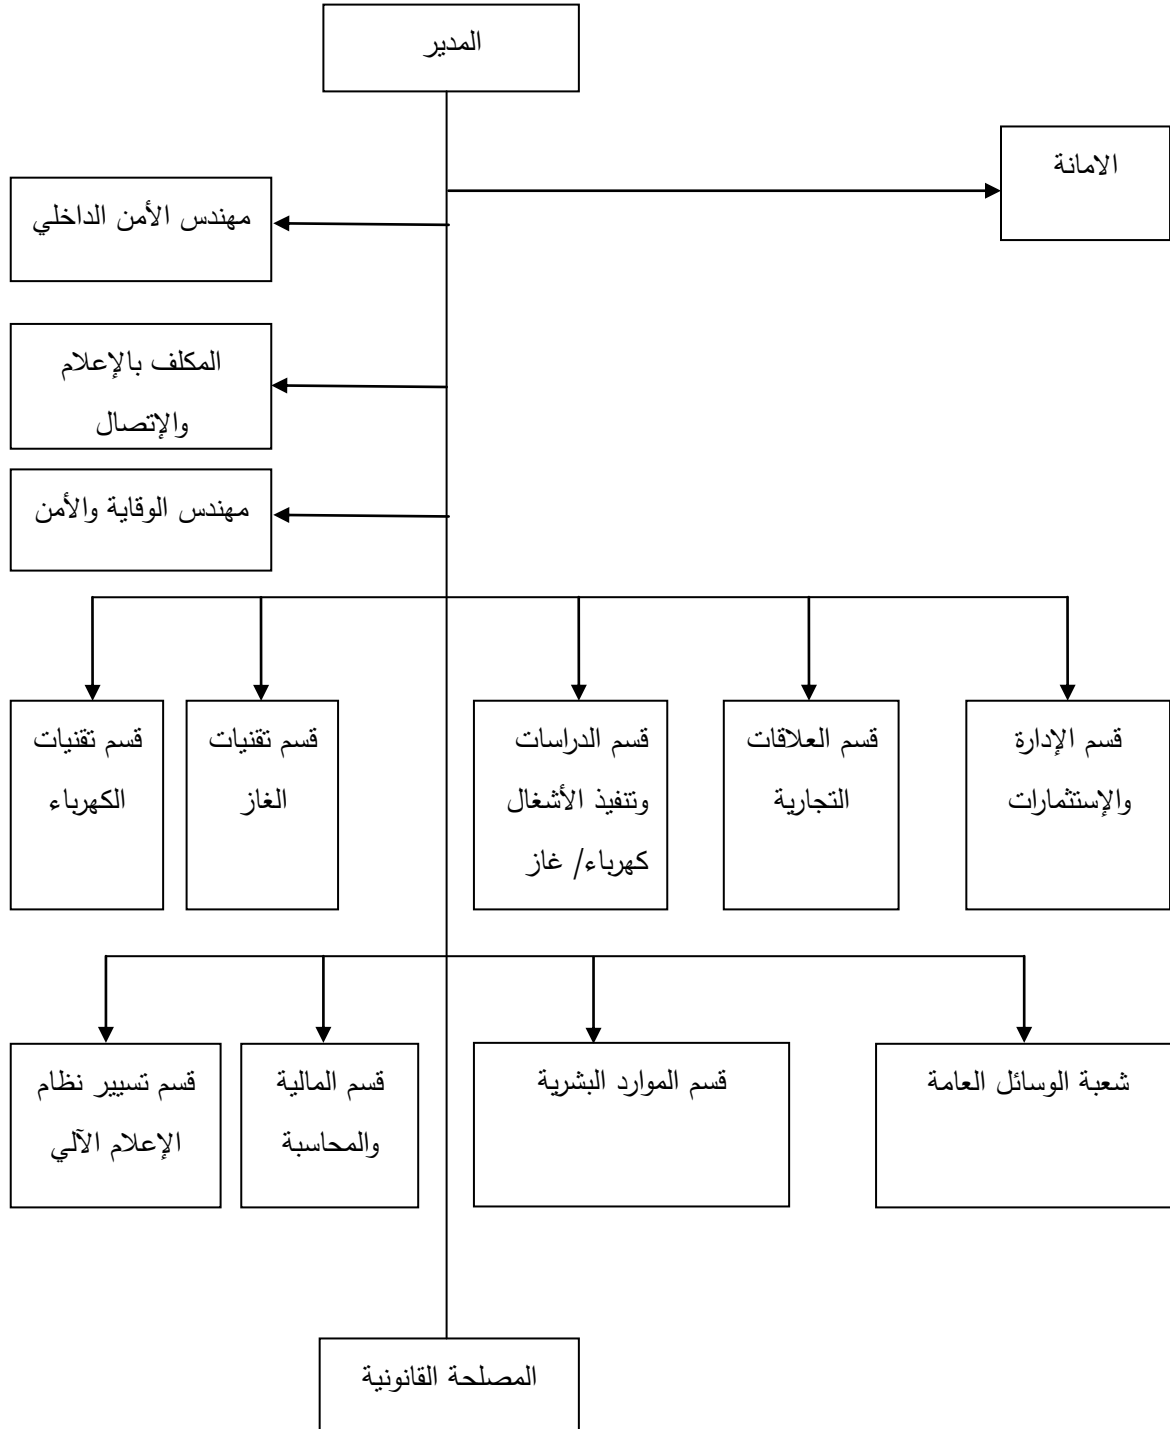 المدير
الامانة
مهندس الأمن الداخلي
المكلف بالإعلام
والإتصال
مهندس الوقاية والأمن
قسم الإدارة
والإستثمارات
قسم العلاقات
التجارية
قسم الدراسات
وتنفيذ الأشغال
كهرباء/ غاز
قسم تقنيات
الغاز
قسم تقنيات
الكهرباء
شعبة الوسائل العامة
قسم الموارد البشرية
قسم المالية
والمحاسبة
قسم تسيير نظام
الإعلام الآلي
المصلحة القانونية